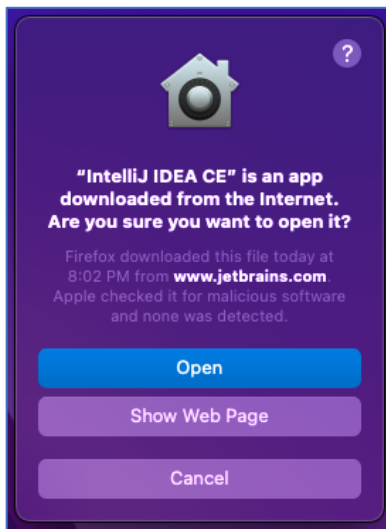 ?
“IntelliJ IDEA CE” is an app
downloaded from the Internet.
Are you sure you want to open it?
Firefox downloaded this file today at
8:02 PM from www.jetbrains.com.
Apple checked it for malicious software
and none was detected.
Open
Show Web Page
Cancel